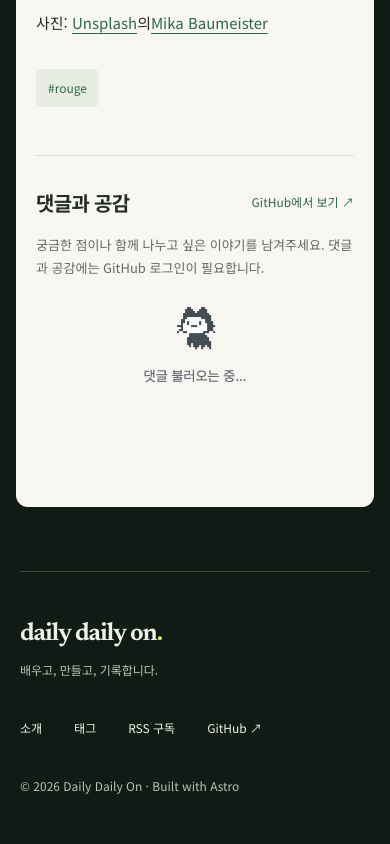 사진: Unsplash의Mika Baumeister
#rouge
댓글과 공감
GitHub에서 보기 ↗
궁금한 점이나 함께 나누고 싶은 이야기를 남겨주세요. 댓글
과 공감에는 GitHub 로그인이 필요합니다.
댓글 불러오는 중...
daily daily on.
배우고, 만들고, 기록합니다.
소개 태그 RSS 구독 GitHub ↗
© 2026 Daily Daily On · Built with Astro